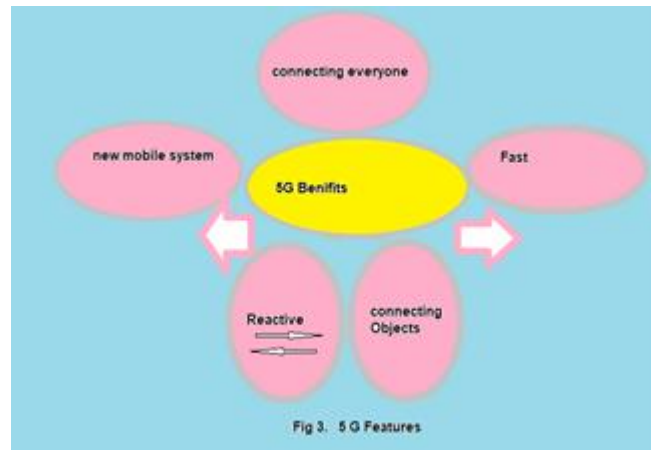 connecting everyone
new mobile system
Fast
5G Benifits
Reactive
connecting
Objects
Fig 3. 5 G Features